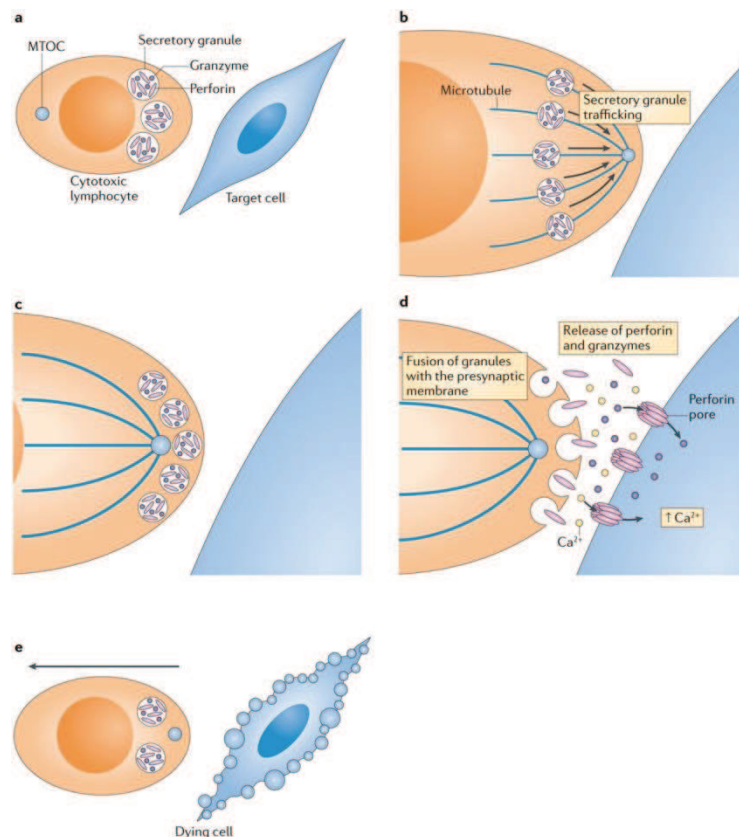 a
MTOC
Secretory granule
Granzyme
Perforin
Cytotoxic
lymphocyte
Target cell
b
Microtubule
Secretory granule
trafficking
c
d
Release of perforin
and granzymes
Fusion of granules
with the presynaptic
membrane
Perforin
pore
↑ Ca²⁺
Ca²⁺
e
Dying cell